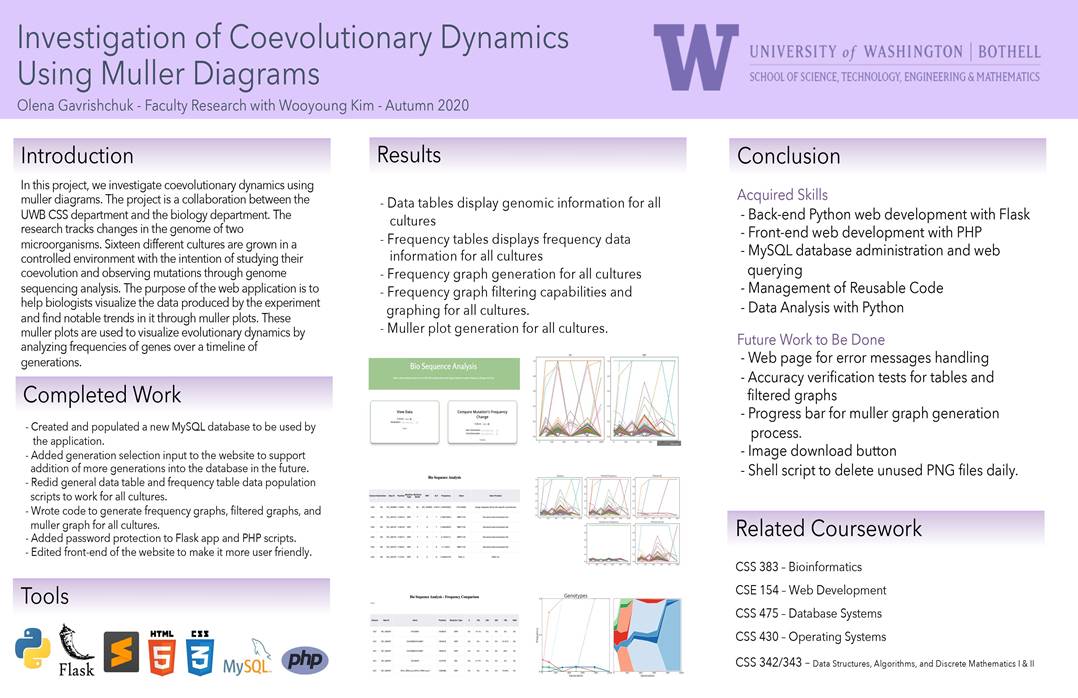 Investigation of Coevolutionary Dynamics
Using Muller Diagrams
Olena Gavrishchuk - Faculty Research with Wooyoung Kim - Autumn 2020
W
UNIVERSITY of WASHINGTON | BOTHELL
SCHOOL OF SCIENCE, TECHNOLOGY, ENGINEERING & MATHEMATICS
Introduction
In this project, we investigate coevolutionary dynamics using
muller diagrams. The project is a collaboration between the
UWB CSS department and the biology department. The
research tracks changes in the genome of two
microorganisms. Sixteen different cultures are grown in a
controlled environment with the intention of studying their
coevolution and observing mutations through genome
sequencing analysis. The purpose of the web application is to
help biologists visualize the data produced by the experiment
and find notable trends in it through muller plots. These
muller plots are used to visualize evolutionary dynamics by
analyzing frequencies of genes over a timeline of
generations.
Completed Work
- Created and populated a new MySQL database to be used by
the application.
- Added generation selection input to the website to support
addition of more generations into the database in the future.
- Redid general data table and frequency table data population
scripts to work for all cultures.
- Wrote code to generate frequency graphs, filtered graphs, and
muller graph for all cultures.
- Added password protection to Flask app and PHP scripts.
- Edited front-end of the website to make it more user friendly.
Tools
Flask
HTML
5
CSS
3
MySQL
php
Results
- Data tables display genomic information for all
cultures
- Frequency tables displays frequency data
information for all cultures
- Frequency graph generation for all cultures
- Frequency graph filtering capabilities and
graphing for all cultures.
- Muller plot generation for all cultures.
Bio Sequence Analysis
View Data
Compare Mutation's Frequency
Change
Bio Sequence Analysis
Bio Sequence Analysis - Frequency Comparison
Genotypes
Conclusion
Acquired Skills
- Back-end Python web development with Flask
- Front-end web development with PHP
- MySQL database administration and web
querying
- Management of Reusable Code
- Data Analysis with Python
Future Work to Be Done
- Web page for error messages handling
- Accuracy verification tests for tables and
filtered graphs
- Progress bar for muller graph generation
process.
- Image download button
- Shell script to delete unused PNG files daily.
Related Coursework
CSS 383 – Bioinformatics
CSE 154 – Web Development
CSS 475 – Database Systems
CSS 430 – Operating Systems
CSS 342/343 – Data Structures, Algorithms, and Discrete Mathematics I & II